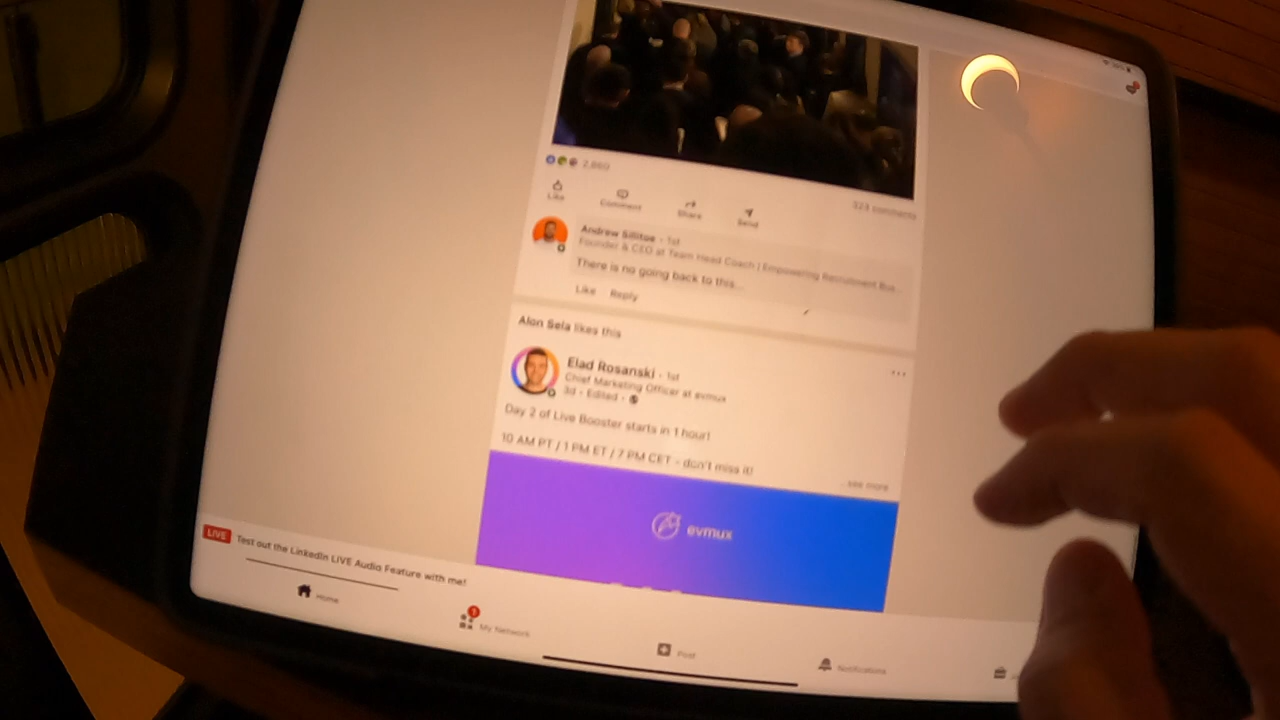 2,660
323 comments
Like
Comment
Share
Send
Andrew Sillitoe • 1st
Founder & CEO at Team Head Coach | Empowering Recruitment Bus...
There is no going back to this...
Like Reply
Alon Sela likes this
Elad Rosanski • 1st
Chief Marketing Officer at evmux
3d • Edited •
Day 2 of Live Booster starts in 1 hour!
10 AM PT / 1 PM ET / 7 PM CET - don't miss it!
...see more
evmux
LIVE Test out the LinkedIn LIVE Audio Feature with me!
Home
1
My Network
Post
Notifications